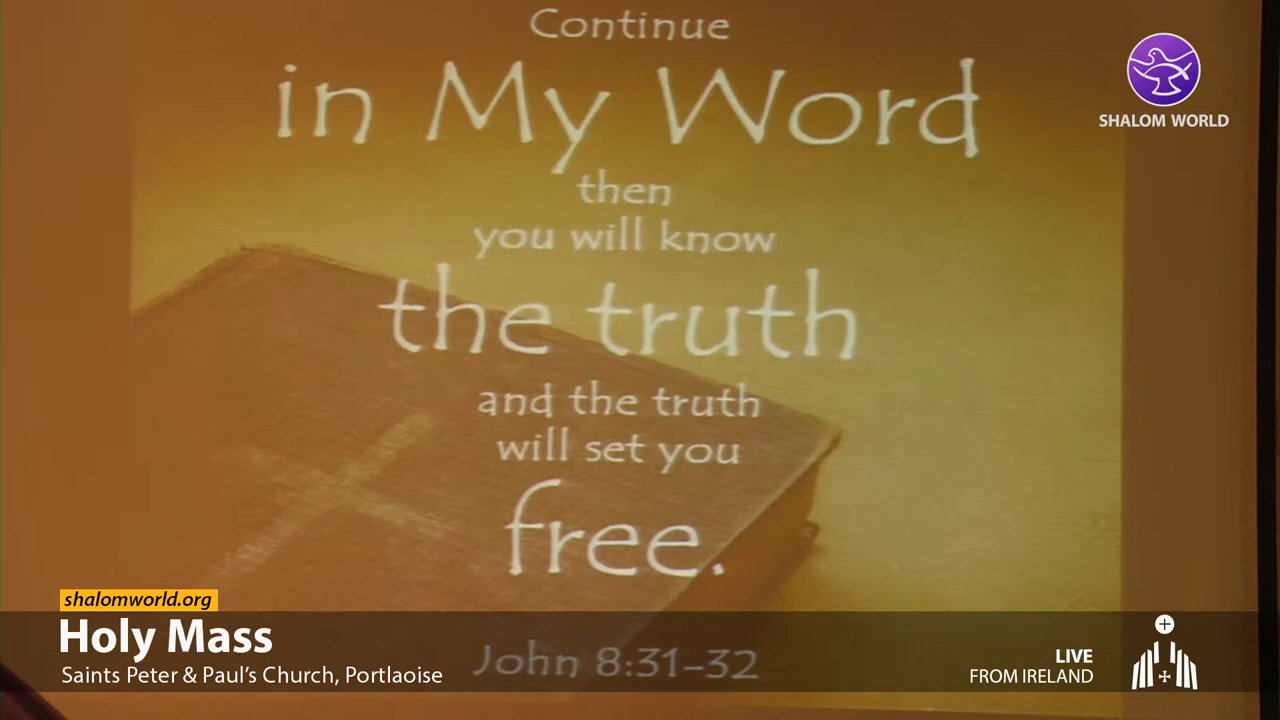 Continue
in My Word
then
you will know
the truth
and the truth
will set you
free.
John 8:31-32
SHALOM WORLD
shalomworld.org
Holy Mass
Saints Peter & Paul's Church, Portlaoise
LIVE
FROM IRELAND